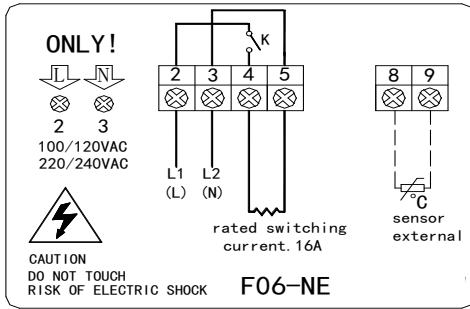 ONLY!
L N
2 3
100/120VAC
220/240VAC
CAUTION
DO NOT TOUCH
RISK OF ELECTRIC SHOCK
K
2 3 4 5
L1 L2
(L) (N)
rated switching
current.16A
F06-NE
8 9
°C
sensor
external